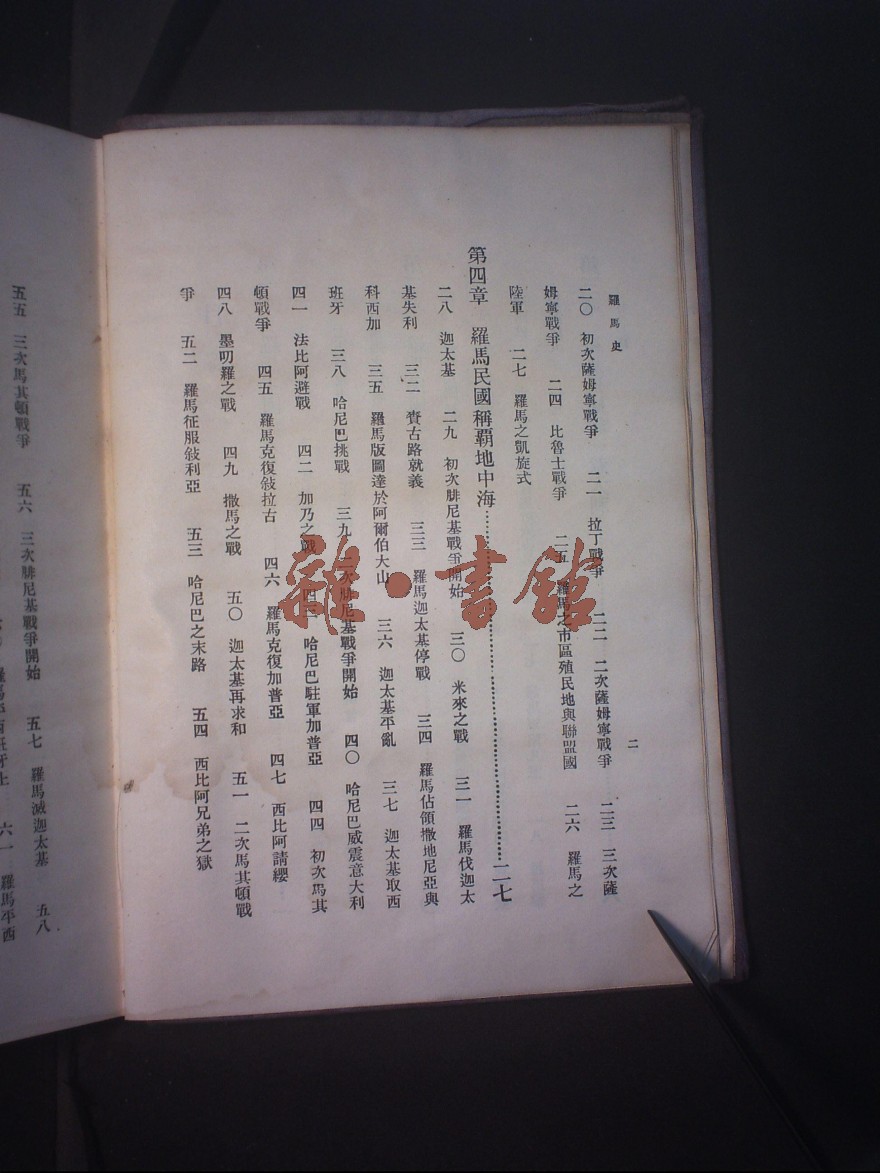 羅馬史
二
二〇 初次薩姆寧戰爭 二一 拉丁戰爭 二二 二次薩姆寧戰爭 二三 三次薩
姆寧戰爭 二四 比魯士戰爭 二五 羅馬之市區殖民地與聯盟國 二六 羅馬之
陸軍 二七 羅馬之凱旋式
第四章 羅馬民國稱霸地中海……………………………………二七
二八 迦太基 二九 初次腓尼基戰爭開始 三〇 米來之戰 三一 羅馬伐迦太
基失利 三二 賚古路就義 三三 羅馬迦太基停戰 三四 羅馬佔領撒地尼亞與
科西加 三五 羅馬版圖達於阿爾伯大山 三六 迦太基平亂 三七 迦太基取西
班牙 三八 哈尼巴挑戰 三九 二次腓尼基戰爭開始 四〇 哈尼巴威震意大利
四一 法比阿避戰 四二 加乃之戰 四三 哈尼巴駐軍加普亞 四四 初次馬其
頓戰爭 四五 羅馬克復敍拉古 四六 羅馬克復加普亞 四七 西比阿請纓
四八 墨叨羅之戰 四九 撒馬之戰 五〇 迦太基再求和 五一 二次馬其頓戰
爭 五二 羅馬征服敍利亞 五三 哈尼巴之末路 五四 西比阿兄弟之獄
五五 三次馬其頓戰爭 五六 三次腓尼基戰爭開始 五七 羅馬滅迦太基 五八
羅馬平西班牙 六一 羅馬平西
雜·書館